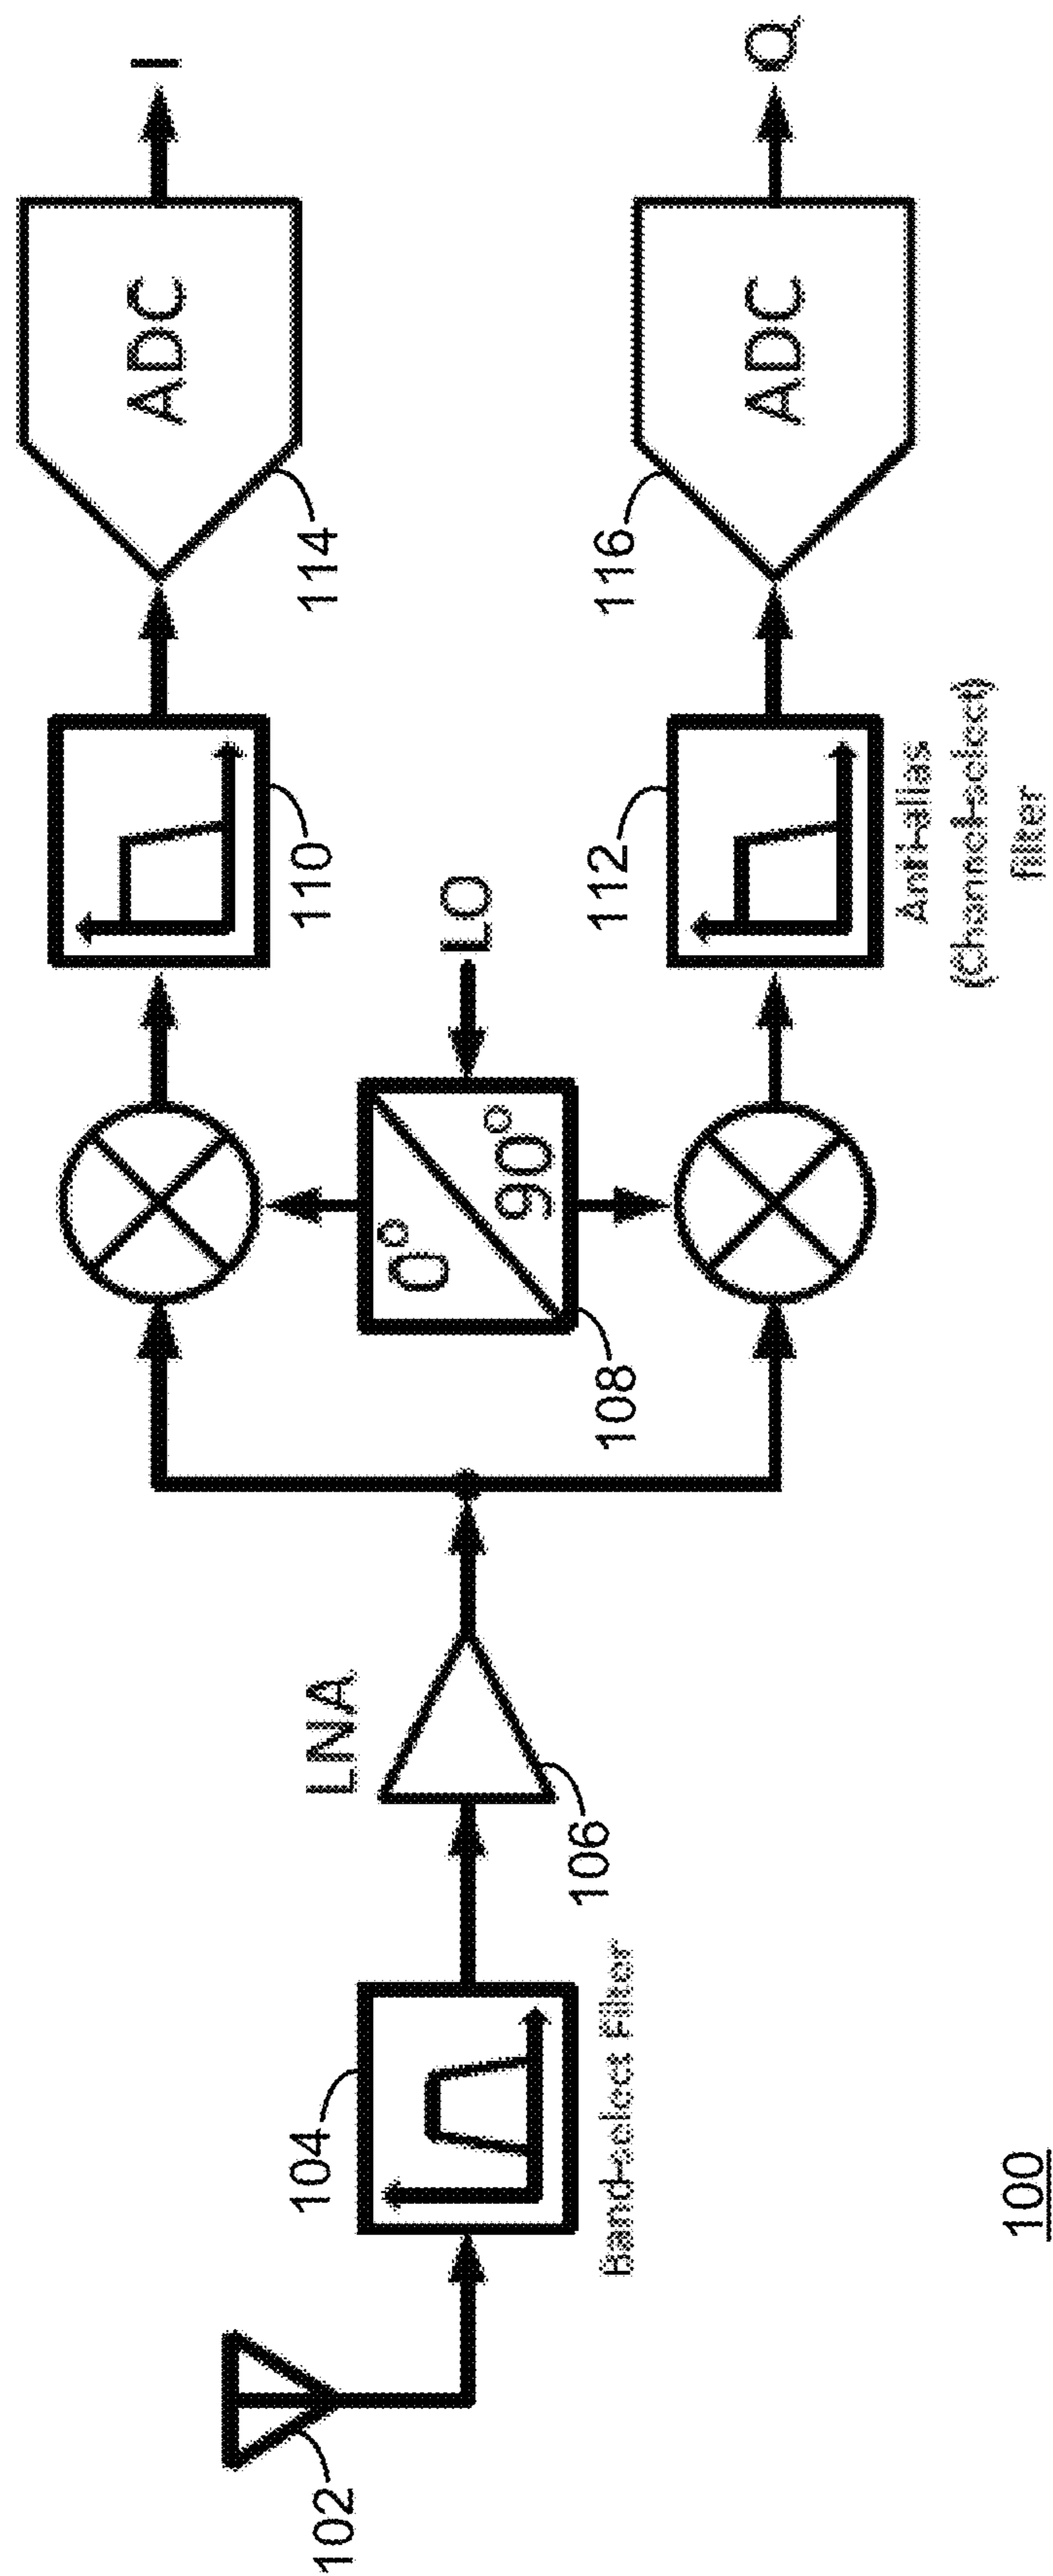 102
104
Band-select Filter
LNA
106
0°
90°
108
LO
110
112
Anti-alias
(Channel-select)
filter
ADC
114
ADC
116
I
Q
100